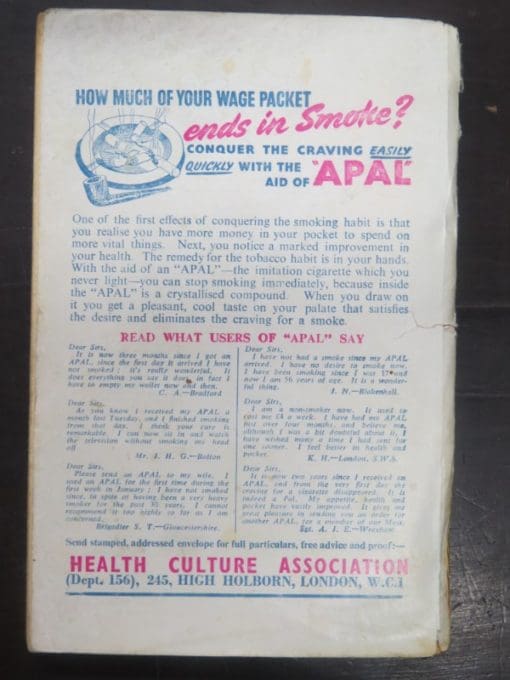 HOW MUCH OF YOUR WAGE PACKET
ends in Smoke?
CONQUER THE CRAVING EASILY
QUICKLY WITH THE
AID OF "APAL"
One of the first effects of conquering the smoking habit is that
you realise you have more money in your pocket to spend on
more vital things. Next, you notice a marked improvement in
your health. The remedy for the tobacco habit is in your hands.
With the aid of an "APAL"—the imitation cigarette which you
never light—you can stop smoking immediately, because inside
the "APAL" is a crystallised compound. When you draw on
it you get a pleasant, cool taste on your palate that satisfies
the desire and eliminates the craving for a smoke.
READ WHAT USERS OF "APAL" SAY
Dear Sirs,
It is now three months since I got an
APAL, since the first day it arrived I have
not smoked; it's really wonderful. It
does everything you say it does, in fact I
have to empty my wallet now and then.
C. A.—Bradford
Dear Sirs,
As you know I received my APAL a
month last Tuesday, and I finished smoking
from that day. I think your cure is
remarkable. I can now sit in and watch
the television without smoking my head
off
Mr. J. H. G.—Bolton
Dear Sirs,
Please send an APAL to my wife. I
used an APAL for the first time during the
first week in January; I have not smoked
since, in spite of having been a very heavy
smoker for the past 3½ years. I cannot
recommend it too highly so far as I am
concerned.
Brigadier S. T.—Gloucestershire.
Dear Sirs,
I have not had a smoke since my APAL
arrived. I have no desire to smoke now.
I have been smoking since I was 17 and
now I am 56 years of age. It is a wonder-
ful thing.
J. N.—
Dear Sirs,
I am a non-smoker now. It used to
cost me £4 a week. I have had my APAL
just over four months, and believe me,
although I was a bit doubtful about it, I
have wished many a time I had sent for
one sooner. I feel better in health and
pocket.
K. H.—London, S.W.8.
Dear Sirs,
It is now two years since I received an
APAL, and from the very first day the
craving for a cigarette disappeared. It is
indeed a Pal. My appetite, health and
pocket have vastly improved. It gives me
great pleasure in sending you an order for
another APAL, for a member of our Mess.
Sgt. A. J. E.—Wrexham.
Send stamped, addressed envelope for full particulars, free advice and proof:—
HEALTH CULTURE ASSOCIATION
(Dept. 156), 245, HIGH HOLBORN, LONDON, W.C.1